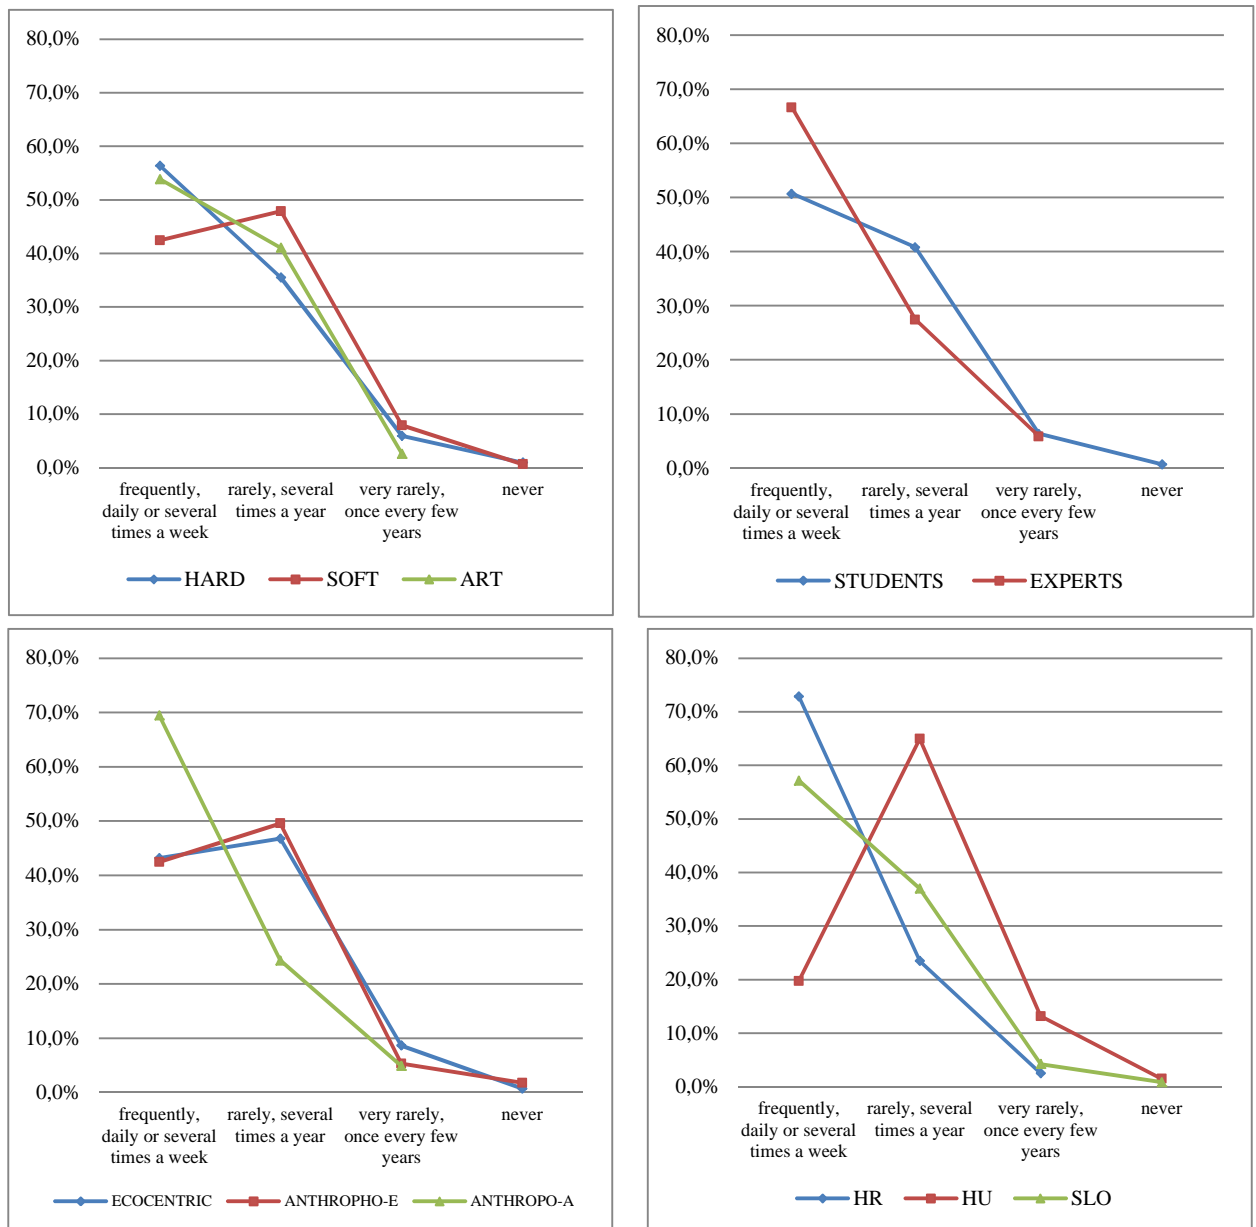 80,0%
70,0%
60,0%
50,0%
40,0%
30,0%
20,0%
10,0%
0,0%
frequently, rarely, several very rarely, never
daily or several times a year once every few
times a week years
HARD SOFT ART
80,0%
70,0%
60,0%
50,0%
40,0%
30,0%
20,0%
10,0%
0,0%
frequently, rarely, several very rarely, never
daily or several times a year once every few
times a week years
STUDENTS EXPERTS
80,0%
70,0%
60,0%
50,0%
40,0%
30,0%
20,0%
10,0%
0,0%
frequently, rarely, several very rarely, never
daily or several times a year once every few
times a week years
ECOCENTRIC ANTHROPHO-E ANTHROPO-A
80,0%
70,0%
60,0%
50,0%
40,0%
30,0%
20,0%
10,0%
0,0%
frequently, rarely, several very rarely, never
daily or several times a year once every few
times a week years
HR HU SLO